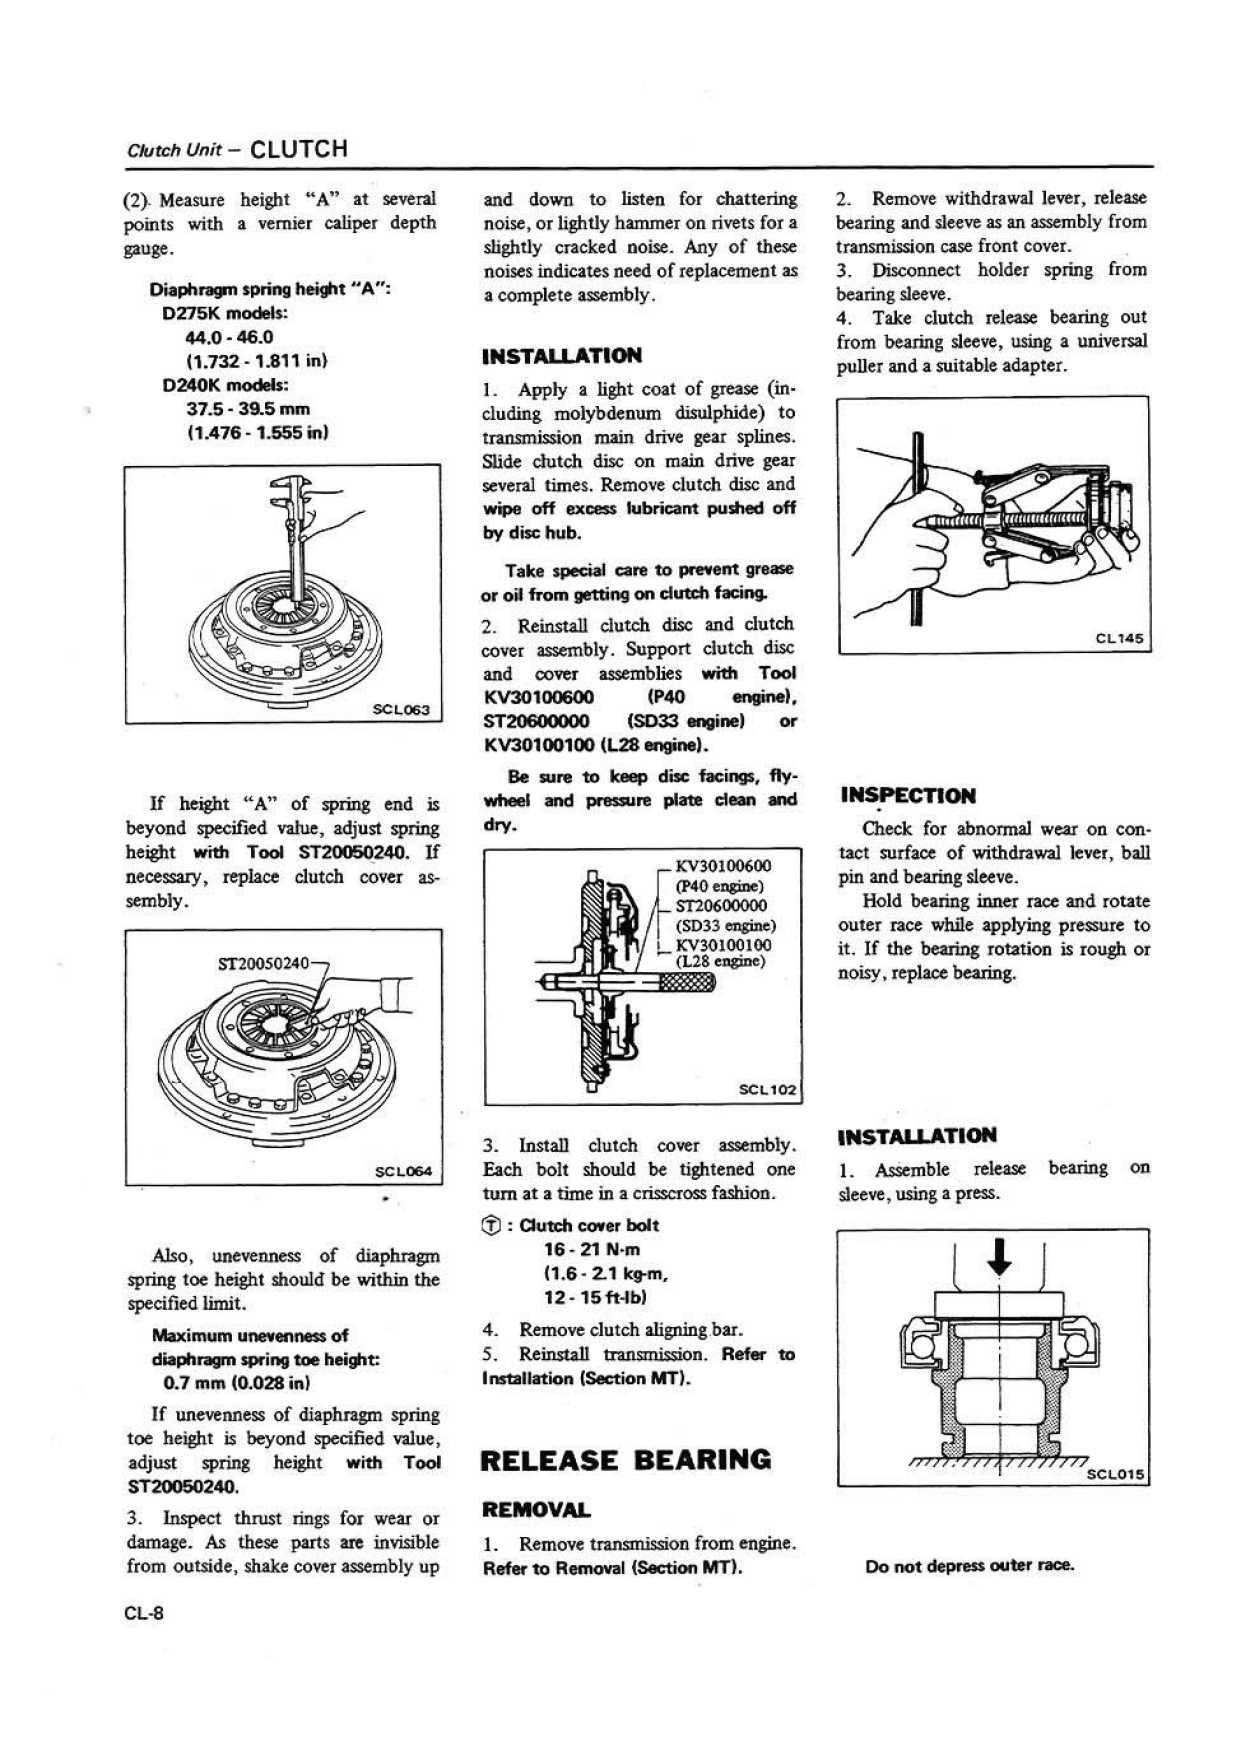 Clutch Unit – CLUTCH
(2). Measure height "A" at several
points with a vernier caliper depth
gauge.
Diaphragm spring height "A":
D275K models:
44.0 - 46.0
(1.732 - 1.811 in)
D240K models:
37.5 - 39.5 mm
(1.476 - 1.555 in)
SCL063
If height "A" of spring end is
beyond specified value, adjust spring
height with Tool ST20050240. If
necessary, replace clutch cover as-
sembly.
ST20050240
SCL064
Also, unevenness of diaphragm
spring toe height should be within the
specified limit.
Maximum unevenness of
diaphragm spring toe height:
0.7 mm (0.028 in)
If unevenness of diaphragm spring
toe height is beyond specified value,
adjust spring height with Tool
ST20050240.
3. Inspect thrust rings for wear or
damage. As these parts are invisible
from outside, shake cover assembly up
and down to listen for chattering
noise, or lightly hammer on rivets for a
slightly cracked noise. Any of these
noises indicates need of replacement as
a complete assembly.
INSTALLATION
1. Apply a light coat of grease (in-
cluding molybdenum disulphide) to
transmission main drive gear splines.
Slide clutch disc on main drive gear
several times. Remove clutch disc and
wipe off excess lubricant pushed off
by disc hub.
Take special care to prevent grease
or oil from getting on clutch facing.
2. Reinstall clutch disc and clutch
cover assembly. Support clutch disc
and cover assemblies with Tool
KV30100600 (P40 engine),
ST20600000 (SD33 engine) or
KV30100100 (L28 engine).
Be sure to keep disc facings, fly-
wheel and pressure plate clean and
dry.
KV30100600
(P40 engine)
ST20600000
(SD33 engine)
KV30100100
(L28 engine)
SCL102
3. Install clutch cover assembly.
Each bolt should be tightened one
turn at a time in a crisscross fashion.
Ⓣ : Clutch cover bolt
16 - 21 N·m
(1.6 - 2.1 kg-m,
12 - 15 ft-lb)
4. Remove clutch aligning bar.
5. Reinstall transmission. Refer to
Installation (Section MT).
RELEASE BEARING
REMOVAL
1. Remove transmission from engine.
Refer to Removal (Section MT).
2. Remove withdrawal lever, release
bearing and sleeve as an assembly from
transmission case front cover.
3. Disconnect holder spring from
bearing sleeve.
4. Take clutch release bearing out
from bearing sleeve, using a universal
puller and a suitable adapter.
CL145
INSPECTION
Check for abnormal wear on con-
tact surface of withdrawal lever, ball
pin and bearing sleeve.
Hold bearing inner race and rotate
outer race while applying pressure to
it. If the bearing rotation is rough or
noisy, replace bearing.
INSTALLATION
1. Assemble release bearing on
sleeve, using a press.
SCL015
Do not depress outer race.
CL-8